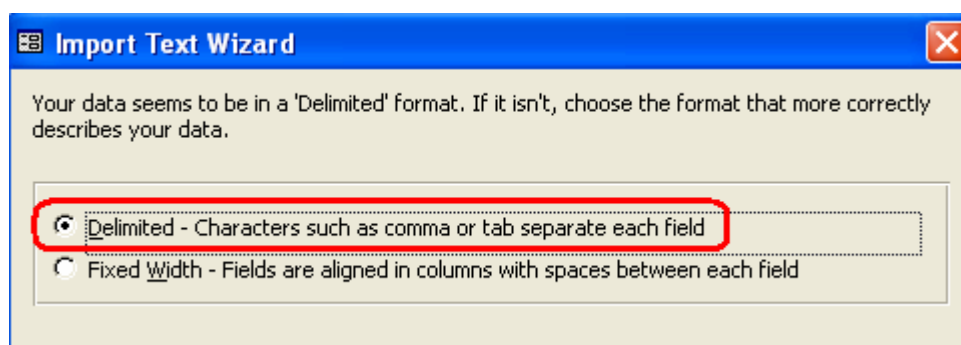 Import Text Wizard
Your data seems to be in a 'Delimited' format. If it isn't, choose the format that more correctly
describes your data.
Delimited - Characters such as comma or tab separate each field
Fixed Width - Fields are aligned in columns with spaces between each field